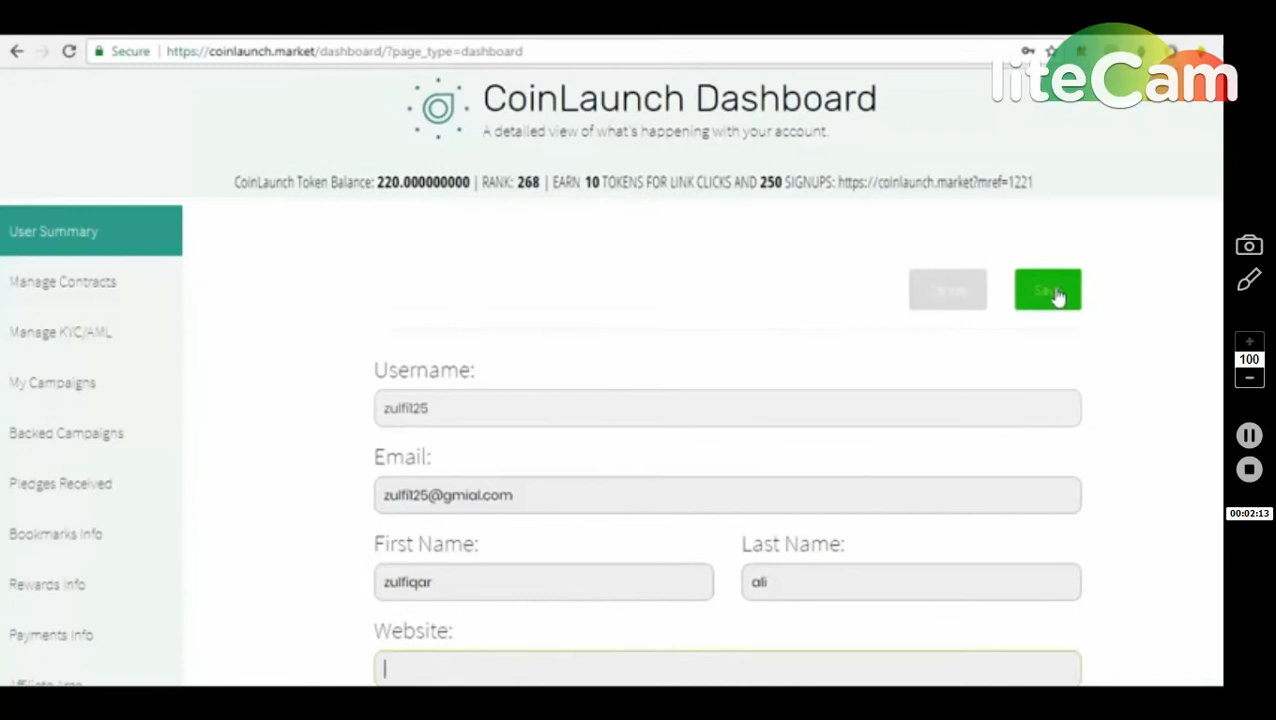 Secure | https://coinlaunch.market/dashboard/?page_type=dashboard
liteCam
CoinLaunch Dashboard
A detailed view of what's happening with your account.
CoinLaunch Token Balance: 220.000000000 | RANK: 268 | EARN 10 TOKENS FOR LINK CLICKS AND 250 SIGNUPS: https://coinlaunch.market?mref=1221
User Summary
Manage Contracts
Manage KYC/AML
My Campaigns
Backed Campaigns
Pledges Received
Bookmarks Info
Rewards Info
Payments Info
Cancel
Username:
zulfi125
Email:
zulfi125@gmial.com
First Name:
Last Name:
zulfiqar
ali
Website:
100
00:02:13